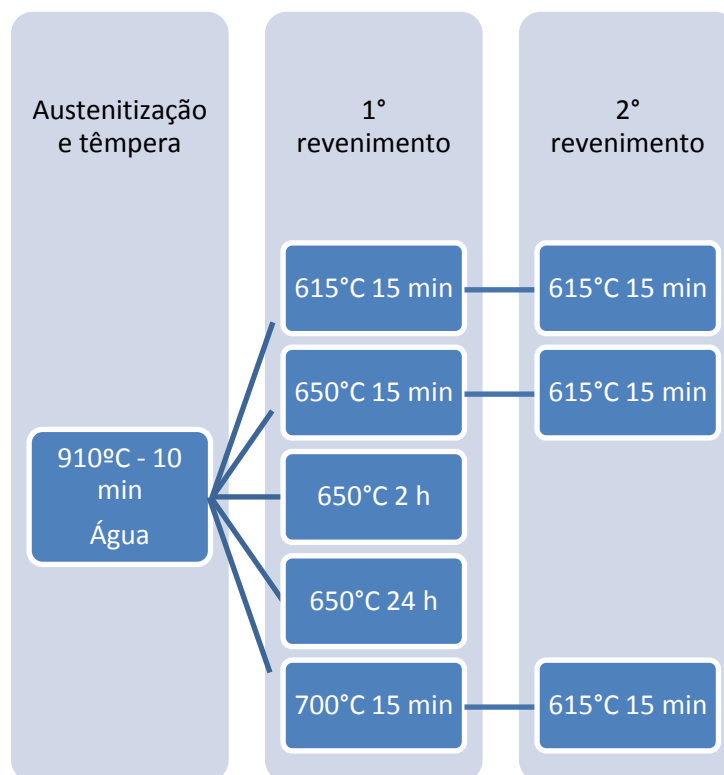 Austenitização
e têmpera
1°
revenimento
2°
revenimento
615°C 15 min
615°C 15 min
650°C 15 min
615°C 15 min
910ºC - 10
min
Água
650°C 2 h
650°C 24 h
700°C 15 min
615°C 15 min